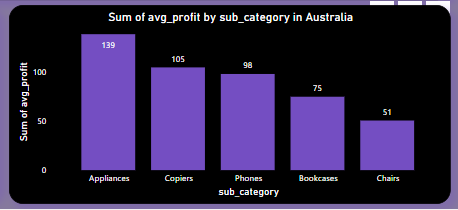 Sum of avg_profit by sub_category in Australia
Sum of avg_profit
100
50
0
139
105
98
75
51
Appliances
Copiers
Phones
Bookcases
Chairs
sub_category